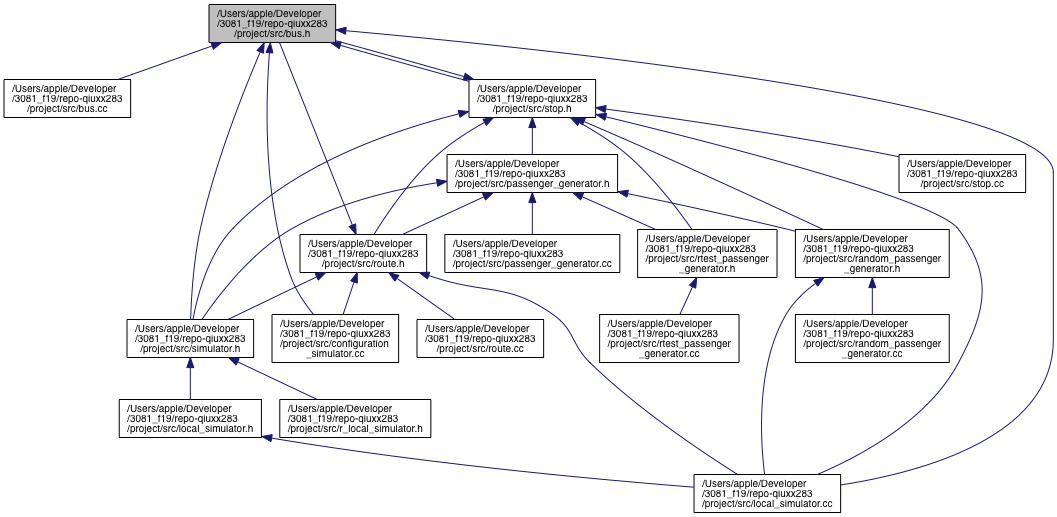 /Users/apple/Developer
/3081_f19/repo-qiuxx283
/project/src/bus.h
/Users/apple/Developer
/3081_f19/repo-qiuxx283
/project/src/bus.cc
/Users/apple/Developer
/3081_f19/repo-qiuxx283
/project/src/stop.h
/Users/apple/Developer
/3081_f19/repo-qiuxx283
/project/src/passenger_generator.h
/Users/apple/Developer
/3081_f19/repo-qiuxx283
/project/src/stop.cc
/Users/apple/Developer
/3081_f19/repo-qiuxx283
/project/src/route.h
/Users/apple/Developer
/3081_f19/repo-qiuxx283
/project/src/passenger_generator.cc
/Users/apple/Developer
/3081_f19/repo-qiuxx283
/project/src/rtest_passenger
_generator.h
/Users/apple/Developer
/3081_f19/repo-qiuxx283
/project/src/random_passenger
_generator.h
/Users/apple/Developer
/3081_f19/repo-qiuxx283
/project/src/simulator.h
/Users/apple/Developer
/3081_f19/repo-qiuxx283
/project/src/configuration
_simulator.cc
/Users/apple/Developer
/3081_f19/repo-qiuxx283
/project/src/route.cc
/Users/apple/Developer
/3081_f19/repo-qiuxx283
/project/src/rtest_passenger
_generator.cc
/Users/apple/Developer
/3081_f19/repo-qiuxx283
/project/src/random_passenger
_generator.cc
/Users/apple/Developer
/3081_f19/repo-qiuxx283
/project/src/local_simulator.h
/Users/apple/Developer
/3081_f19/repo-qiuxx283
/project/src/r_local_simulator.h
/Users/apple/Developer
/3081_f19/repo-qiuxx283
/project/src/local_simulator.cc